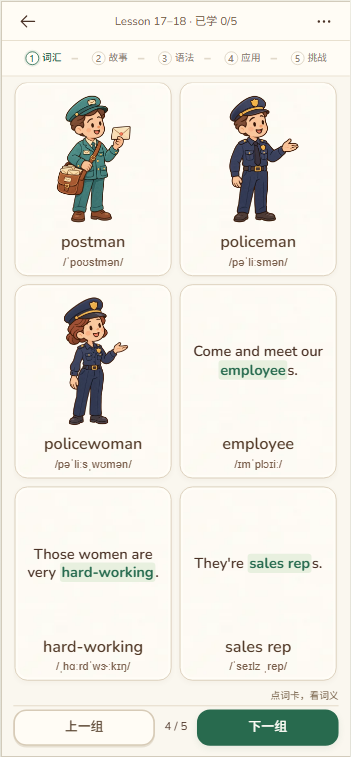 Lesson 17–18 · 已学 0/5
1 词汇 – 2 故事 – 3 语法 – 4 应用 – 5 挑战
postman
/ˈpoʊstmən/
policeman
/pəˈliːsmən/
policewoman
/pəˈliːsˌwʊmən/
Come and meet our
employees.
employee
/ɪmˈplɔɪiː/
Those women are
very hard-working.
hard-working
/ˌhɑːrdˈwɝːkɪŋ/
They're sales reps.
sales rep
/ˈseɪlz ˌrep/
点词卡，看词义
上一组
4 / 5
下一组